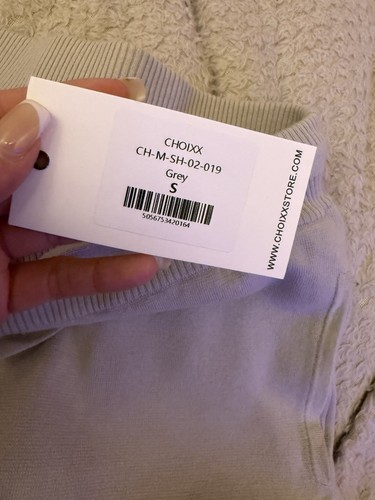 CHOIXX
CH-M-SH-02-019
Grey
S
5056753420164
WWW.CHOIXXSTORE.COM